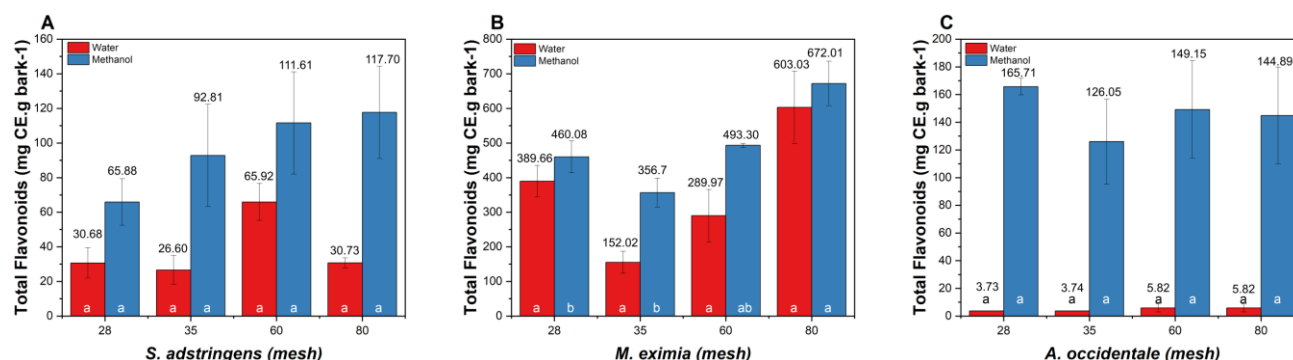 A
Total Flavonoids (mg CE.g bark-1)
160
140
120
100
80
60
40
20
0
Water
Methanol
30.68
65.88
26.60
92.81
65.92
111.61
30.73
117.70
a a a a a a a a
28 35 60 80
S. adstringens (mesh)
B
Total Flavonoids (mg CE.g bark-1)
800
700
600
500
400
300
200
100
0
Water
Methanol
389.66
460.08
152.02
356.7
289.97
493.30
603.03
672.01
a b a b a ab a a
28 35 60 80
M. eximia (mesh)
C
Total Flavonoids (mg CE.g bark-1)
200
180
160
140
120
100
80
60
40
20
0
Water
Methanol
3.73
165.71
3.74
126.05
5.82
149.15
5.82
144.89
a a a a a a a a
28 35 60 80
A. occidentale (mesh)